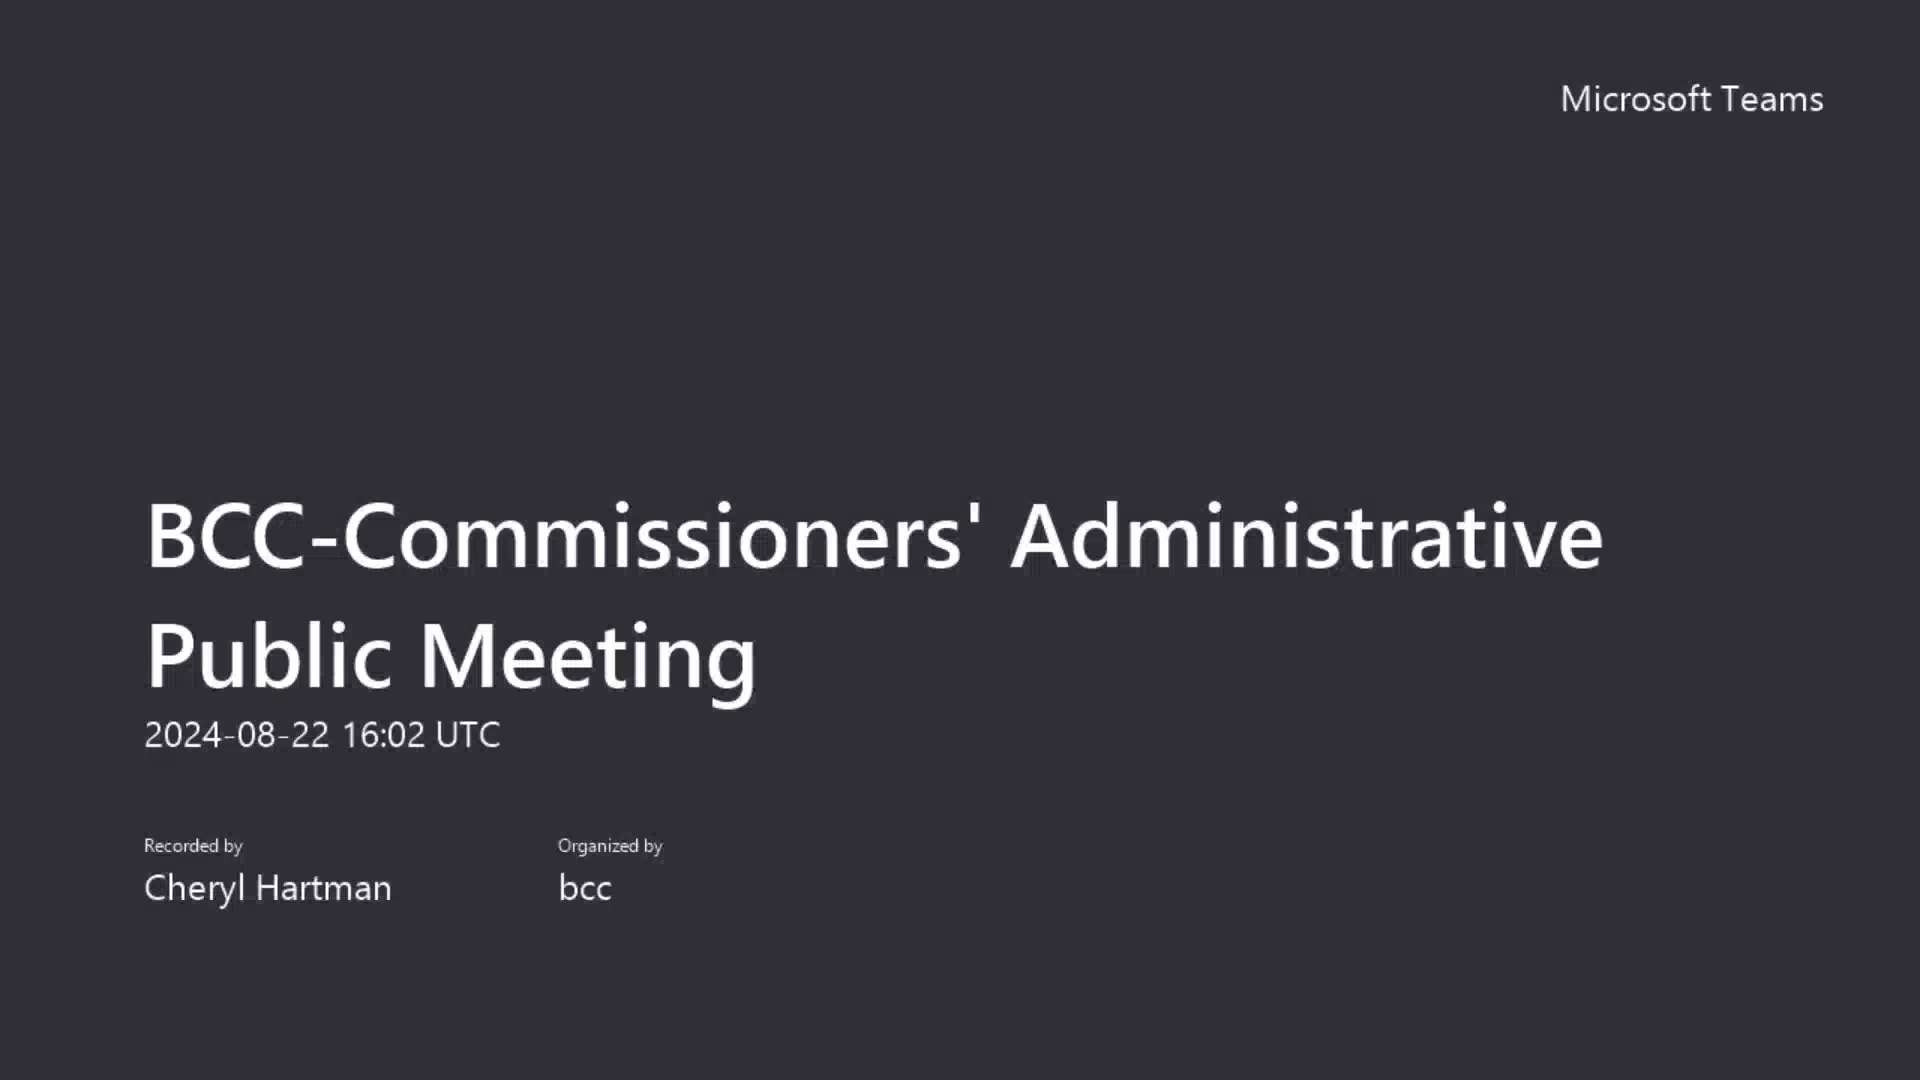 Microsoft Teams
BCC-Commissioners' Administrative
Public Meeting
2024-08-22 16:02 UTC
Recorded by
Cheryl Hartman
Organized by
bcc